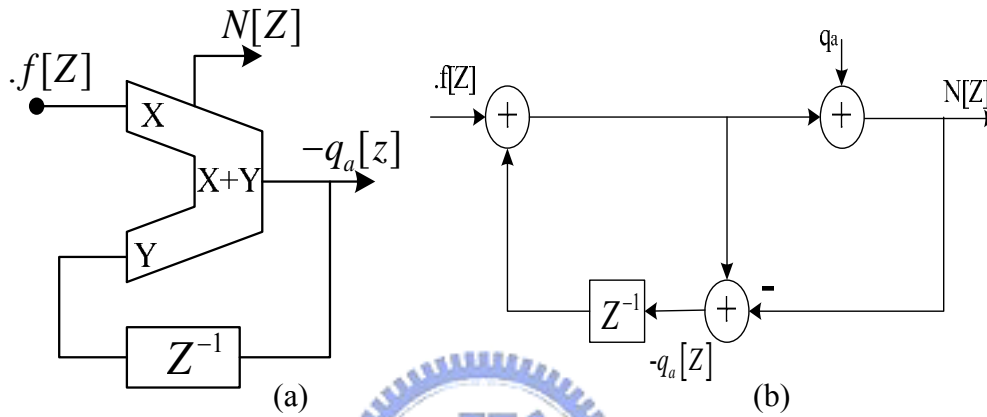 N[Z]
.f[Z]
X
-q_a[z]
X+Y
Y
Z^{-1}
(a)
q_a
.f[Z]
N[Z]
+
+
-
Z^{-1}
+
-q_a[Z]
(b)